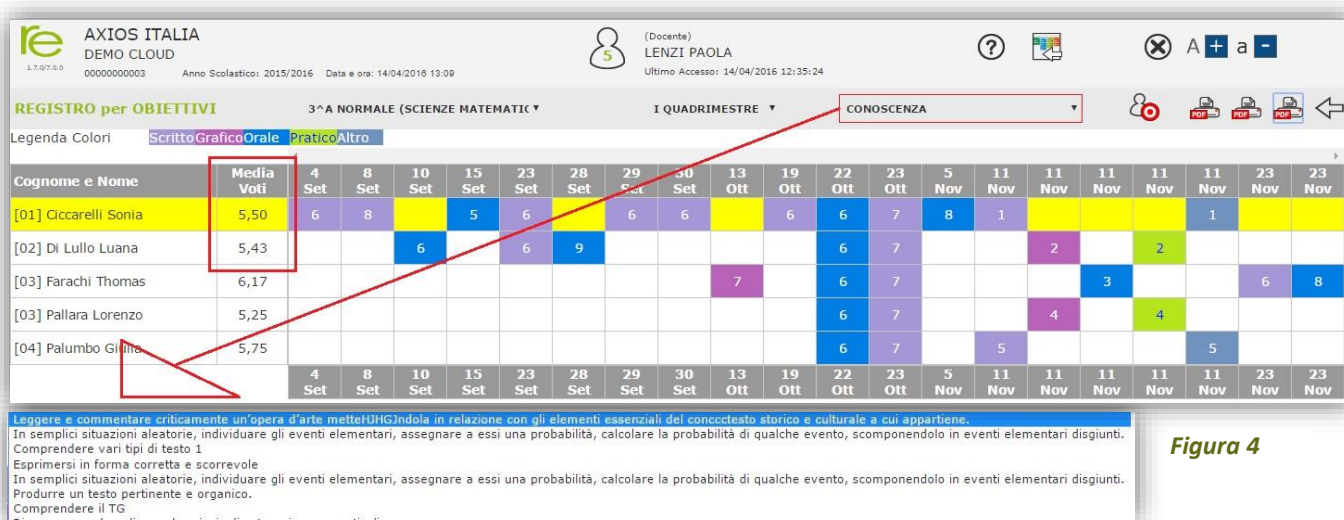 re
1.7.0/7.0.0
AXIOS ITALIA
DEMO CLOUD
00000000003 Anno Scolastico: 2015/2016 Data e ora: 14/04/2016 13:09
5
(Docente)
LENZI PAOLA
Ultimo Accesso: 14/04/2016 12:35:24
? A + a -
REGISTRO per OBIETTIVI 3^A NORMALE (SCIENZE MATEMATI( I QUADRIMESTRE CONOSCENZA PDF PDF PDF
Legenda Colori Scritto Grafico Orale Pratico Altro
Cognome e Nome Media Voti 4 Set 8 Set 10 Set 15 Set 23 Set 28 Set 29 Set 30 Set 13 Ott 19 Ott 22 Ott 23 Ott 5 Nov 11 Nov 11 Nov 11 Nov 11 Nov 11 Nov 23 Nov 23 Nov
[01] Ciccarelli Sonia 5,50 6 8 5 6 6 6 6 6 7 8 1 1
[02] Di Lullo Luana 5,43 6 6 9 6 7 2 2
[03] Farachi Thomas 6,17 7 6 7 3 6 8
[03] Pallara Lorenzo 5,25 6 7 4 4
[04] Palumbo Giulia 5,75 6 7 5 5
4 Set 8 Set 10 Set 15 Set 23 Set 28 Set 29 Set 30 Set 13 Ott 19 Ott 22 Ott 23 Ott 5 Nov 11 Nov 11 Nov 11 Nov 11 Nov 11 Nov 23 Nov 23 Nov
Leggere e commentare criticamente un'opera d'arte metteHJHGJndola in relazione con gli elementi essenziali del conccctesto storico e culturale a cui appartiene.
In semplici situazioni aleatorie, individuare gli eventi elementari, assegnare a essi una probabilità, calcolare la probabilità di qualche evento, scomponendolo in eventi elementari disgiunti.
Comprendere vari tipi di testo 1
Esprimersi in forma corretta e scorrevole
In semplici situazioni aleatorie, individuare gli eventi elementari, assegnare a essi una probabilità, calcolare la probabilità di qualche evento, scomponendolo in eventi elementari disgiunti.
Produrre un testo pertinente e organico.
Comprendere il TG
Figura 4